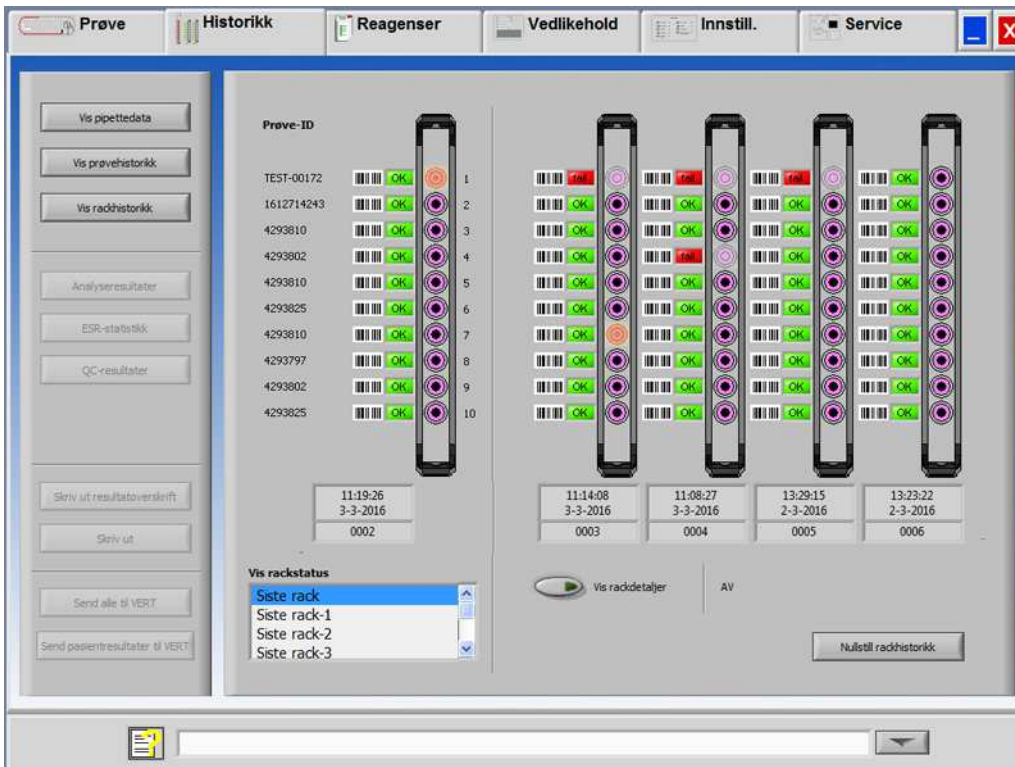 Prøve
Historikk
Reagenser
Vedlikehold
Innstill.
Service
Vis pipettedata
Vis prøvehistorikk
Vis rackhistorikk
Analyseresultater
ESR-statistikk
QC-resultater
Skriv ut resultatoverskrift
Skriv ut
Send alle til VERT
Send pasientresultater til VERT
Prøve-ID
TEST-00172 OK 1 fail fail fail OK
1612714243 OK 2 OK OK OK OK
4293810 OK 3 OK OK OK OK
4293802 OK 4 OK fail OK OK
4293810 OK 5 OK OK OK OK
4293825 OK 6 OK OK OK OK
4293810 OK 7 OK OK OK OK
4293797 OK 8 OK OK OK OK
4293802 OK 9 OK OK OK OK
4293825 OK 10 OK OK OK OK
11:19:26 11:14:08 11:08:27 13:29:15 13:23:22
3-3-2016 3-3-2016 3-3-2016 2-3-2016 2-3-2016
0002 0003 0004 0005 0006
Vis rackstatus
Siste rack
Siste rack-1
Siste rack-2
Siste rack-3
Vis rackdetaljer
AV
Nullstill rackhistorikk